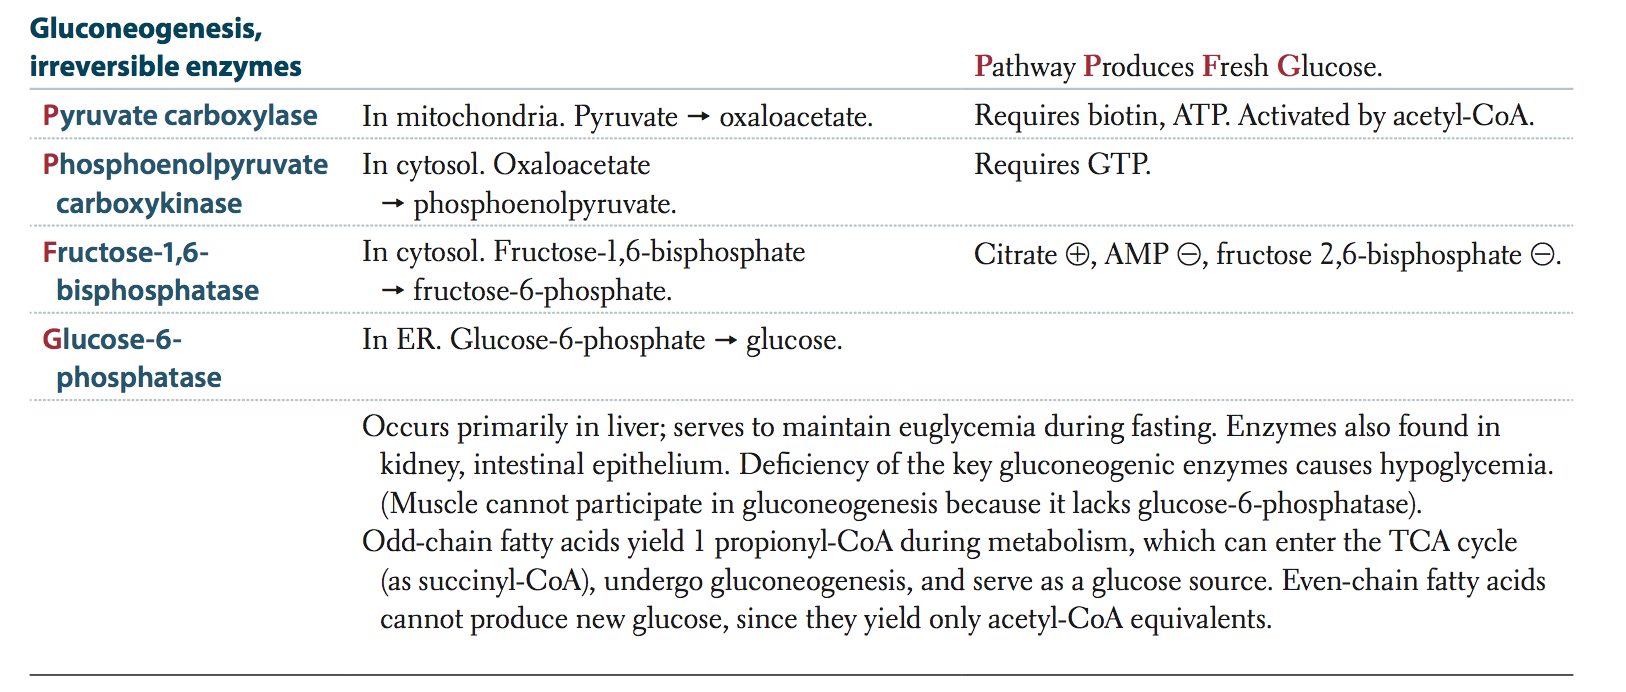 Gluconeogenesis,
irreversible enzymes
Pathway Produces Fresh Glucose.
Pyruvate carboxylase
In mitochondria. Pyruvate → oxaloacetate.
Requires biotin, ATP. Activated by acetyl-CoA.
Phosphoenolpyruvate
carboxykinase
In cytosol. Oxaloacetate
→ phosphoenolpyruvate.
Requires GTP.
Fructose-1,6-
bisphosphatase
In cytosol. Fructose-1,6-bisphosphate
→ fructose-6-phosphate.
Citrate ⊕, AMP ⊖, fructose 2,6-bisphosphate ⊖.
Glucose-6-
phosphatase
In ER. Glucose-6-phosphate → glucose.
Occurs primarily in liver; serves to maintain euglycemia during fasting. Enzymes also found in
kidney, intestinal epithelium. Deficiency of the key gluconeogenic enzymes causes hypoglycemia.
(Muscle cannot participate in gluconeogenesis because it lacks glucose-6-phosphatase).
Odd-chain fatty acids yield 1 propionyl-CoA during metabolism, which can enter the TCA cycle
(as succinyl-CoA), undergo gluconeogenesis, and serve as a glucose source. Even-chain fatty acids
cannot produce new glucose, since they yield only acetyl-CoA equivalents.